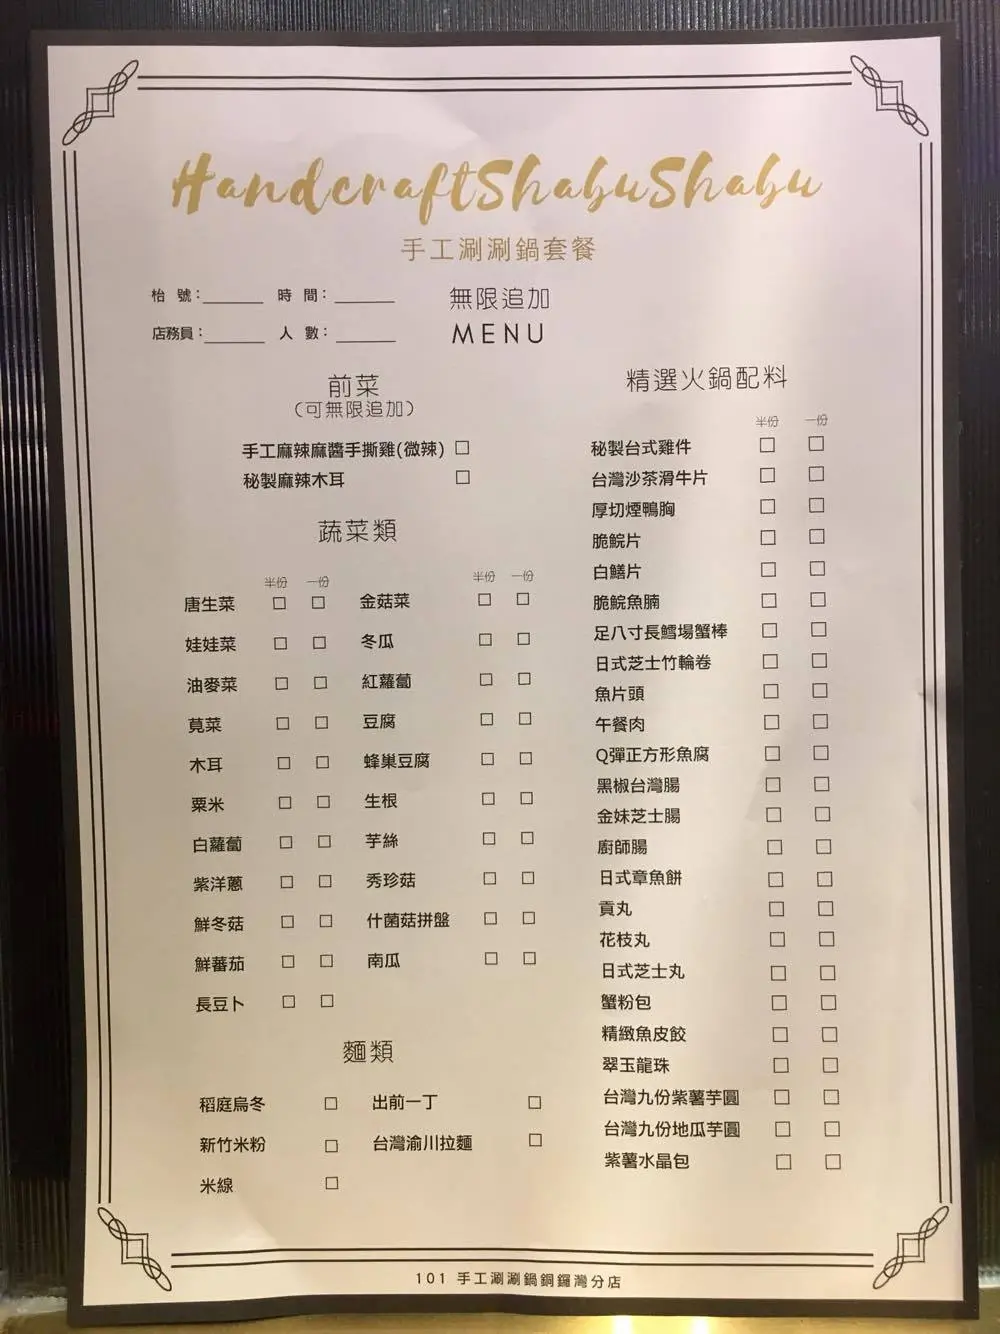 HandcraftShabuShabu
手工涮涮鍋套餐
枱 號：
時 間：
無限追加
店務員：
人 數：
MENU
前菜
（可無限追加）
手工麻辣麻醬手撕雞(微辣)
秘製麻辣木耳
蔬菜類
半份 一份
半份 一份
唐生菜
金菇菜
娃娃菜
冬瓜
油麥菜
紅蘿蔔
莧菜
豆腐
木耳
蜂巢豆腐
粟米
生根
白蘿蔔
芋絲
紫洋蔥
秀珍菇
鮮冬菇
什菌菇拼盤
鮮蕃茄
南瓜
長豆卜
麵類
稻庭烏冬
出前一丁
新竹米粉
台灣渝川拉麵
米線
精選火鍋配料
半份 一份
秘製台式雞件
台灣沙茶滑牛片
厚切煙鴨胸
脆鯇片
白鱔片
脆鯇魚腩
足八寸長鱈場蟹棒
日式芝士竹輪卷
魚片頭
午餐肉
Q彈正方形魚腐
黑椒台灣腸
金妹芝士腸
廚師腸
日式章魚餅
貢丸
花枝丸
日式芝士丸
蟹粉包
精緻魚皮餃
翠玉龍珠
台灣九份紫薯芋圓
台灣九份地瓜芋圓
紫薯水晶包
101 手工涮涮鍋銅鑼灣分店